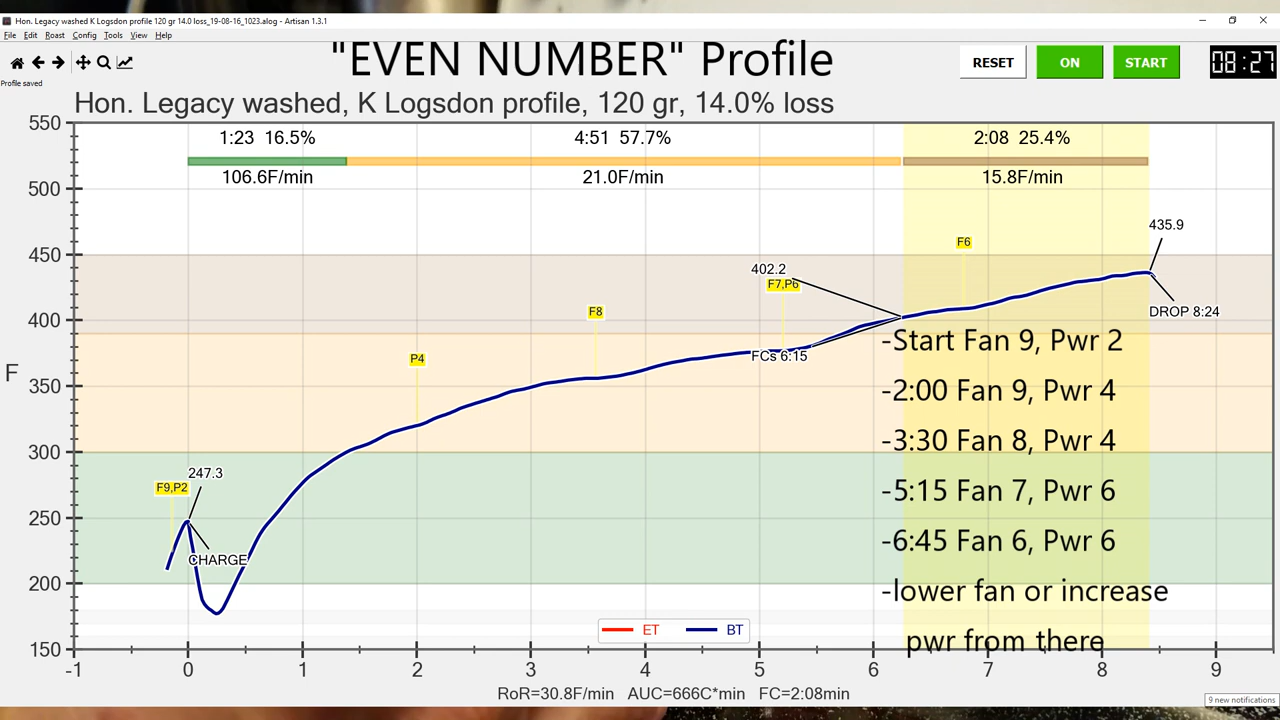 Hon. Legacy washed K Logsdon profile 120 gr 14.0 loss_19-08-16_1023.alog - Artisan 1.3.1
File Edit Roast Config Tools View Help
"EVEN NUMBER" Profile
RESET ON START 08:27
Profile saved
Hon. Legacy washed, K Logsdon profile, 120 gr, 14.0% loss
550
1:23 16.5% 4:51 57.7% 2:08 25.4%
106.6F/min 21.0F/min 15.8F/min
500
435.9
F6
450
402.2
F7,P6
F8
DROP 8:24
400
-Start Fan 9, Pwr 2
FCs 6:15
P4
F
350
-2:00 Fan 9, Pwr 4
-3:30 Fan 8, Pwr 4
300
247.3
F9,P2
-5:15 Fan 7, Pwr 6
250
-6:45 Fan 6, Pwr 6
CHARGE
200
-lower fan or increase
ET BT
pwr from there
150
-1 0 1 2 3 4 5 6 7 8 9
RoR=30.8F/min AUC=666C*min FC=2:08min
9 new notifications